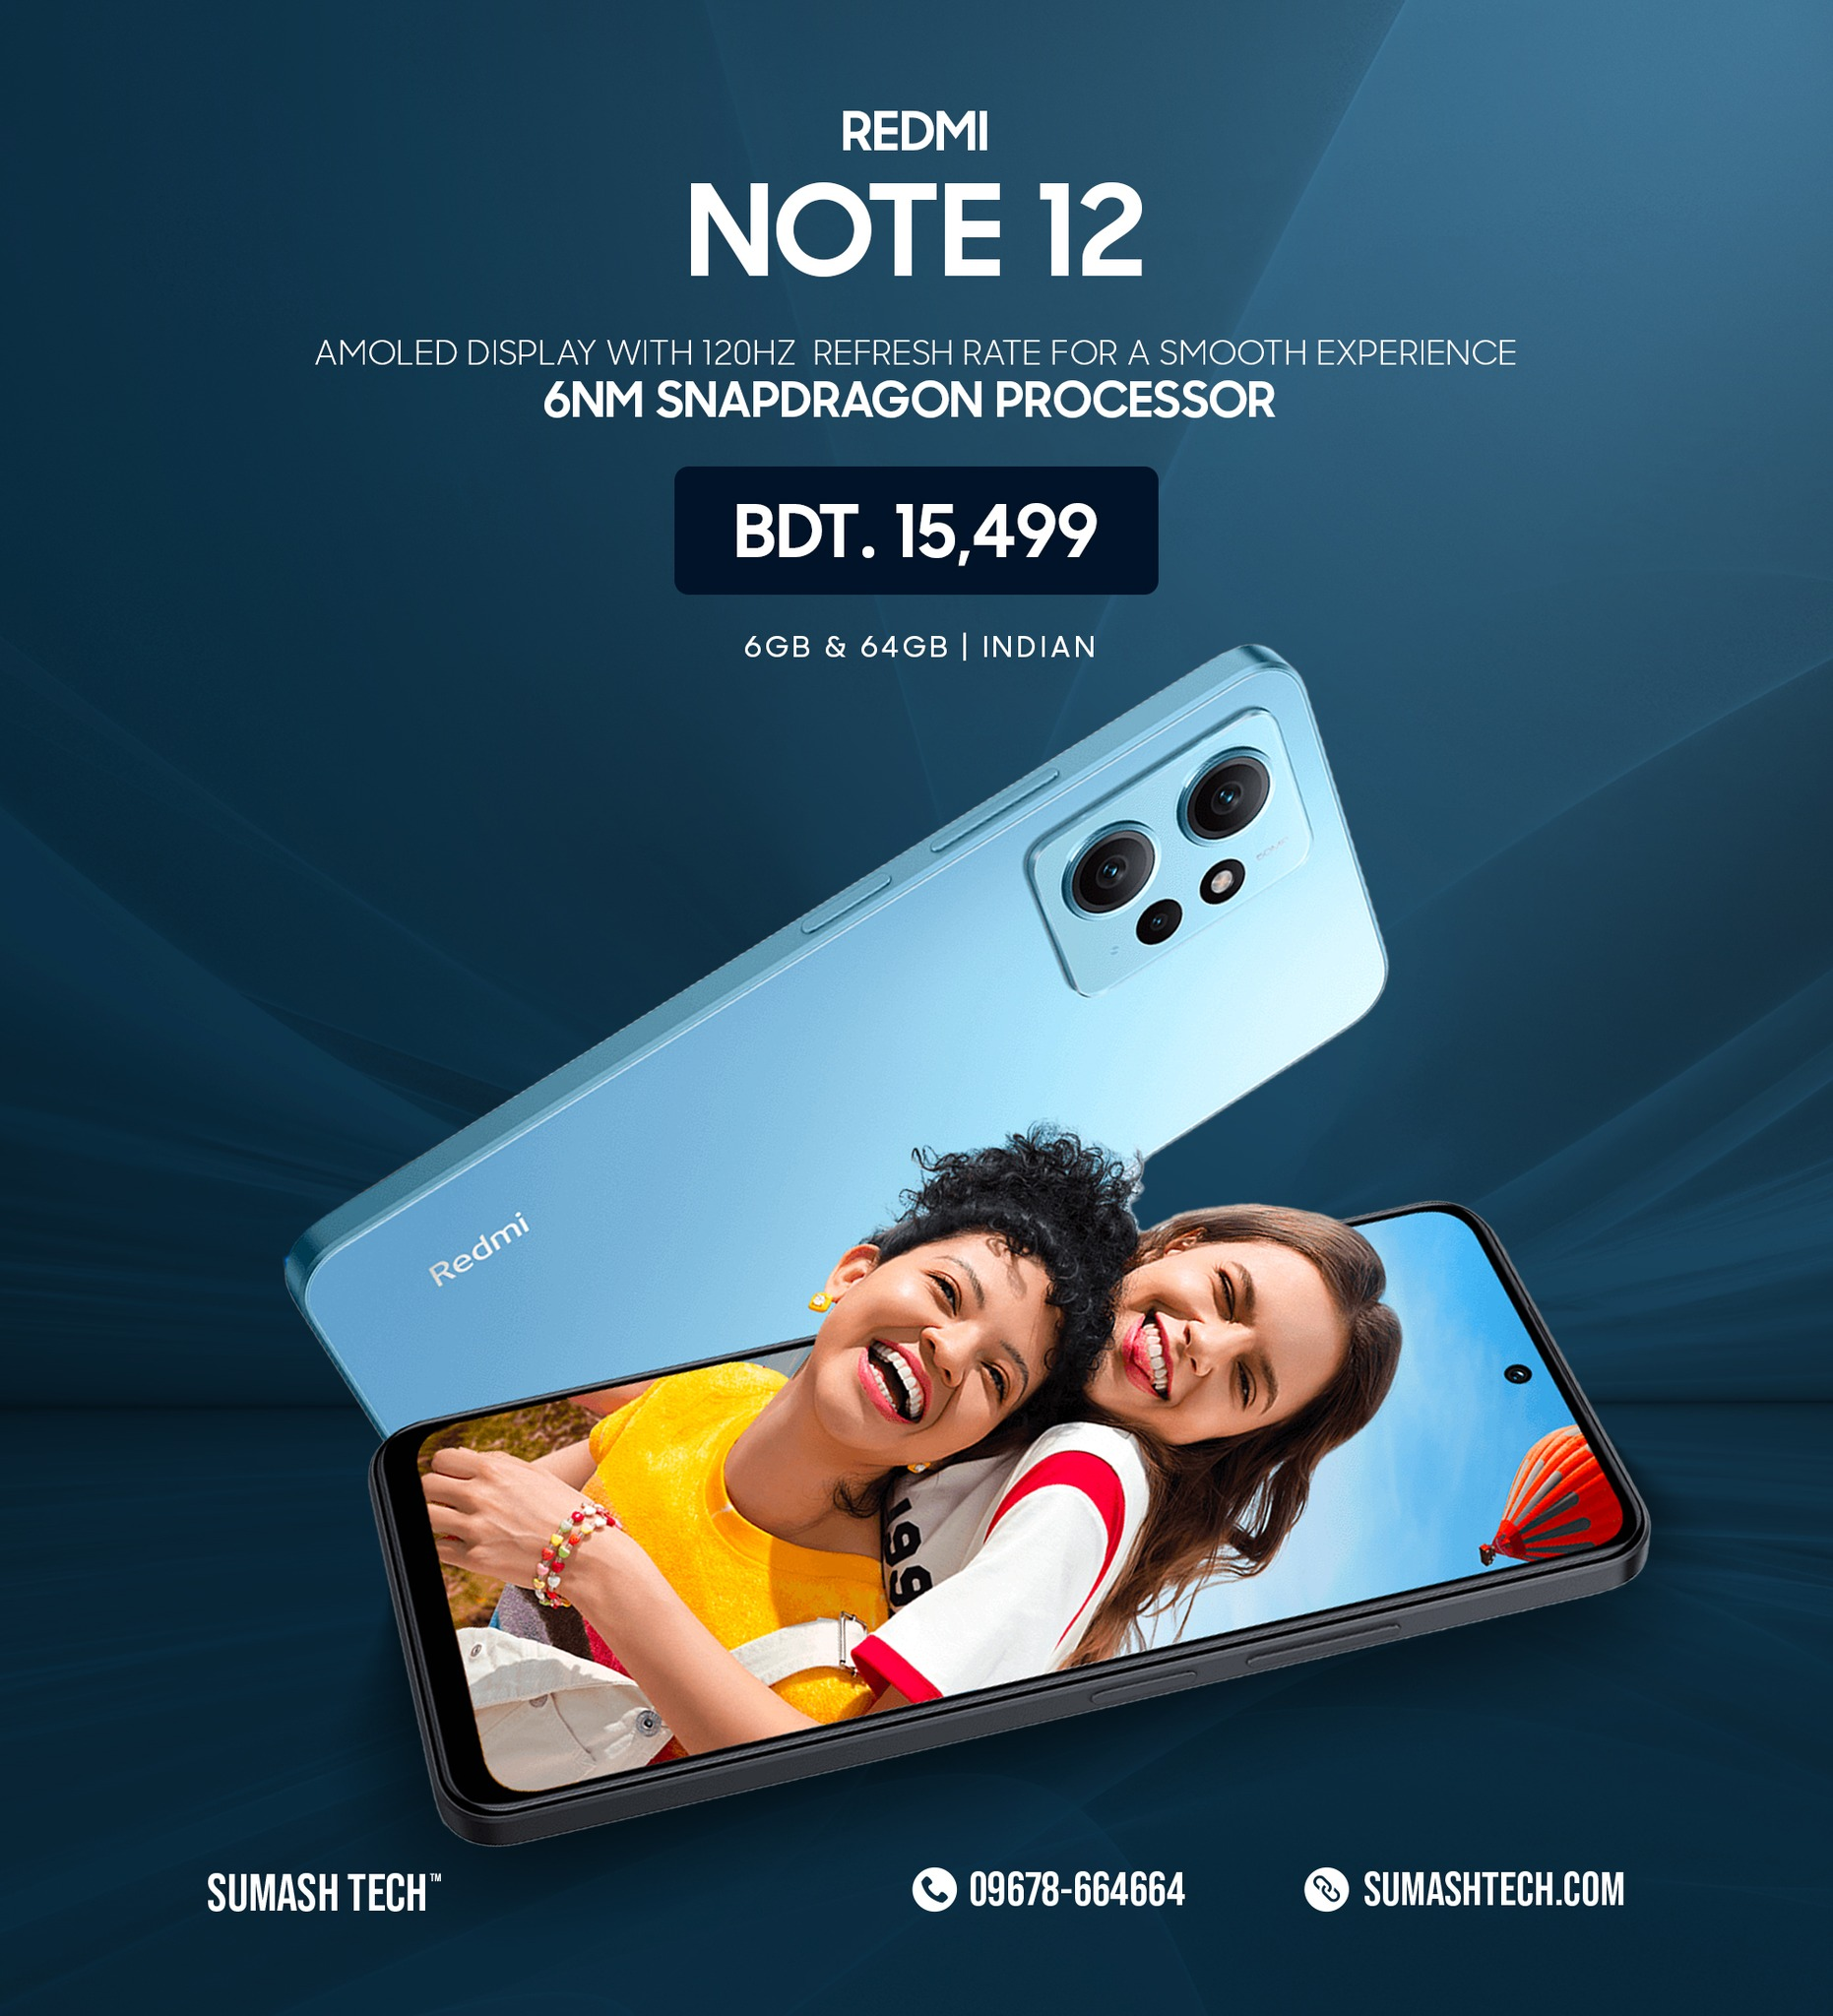 REDMI
NOTE 12
AMOLED DISPLAY WITH 120HZ REFRESH RATE FOR A SMOOTH EXPERIENCE
6NM SNAPDRAGON PROCESSOR
BDT. 15,499
6GB & 64GB | INDIAN
Redmi
199
SUMASH TECH™
09678-664664
SUMASHTECH.COM